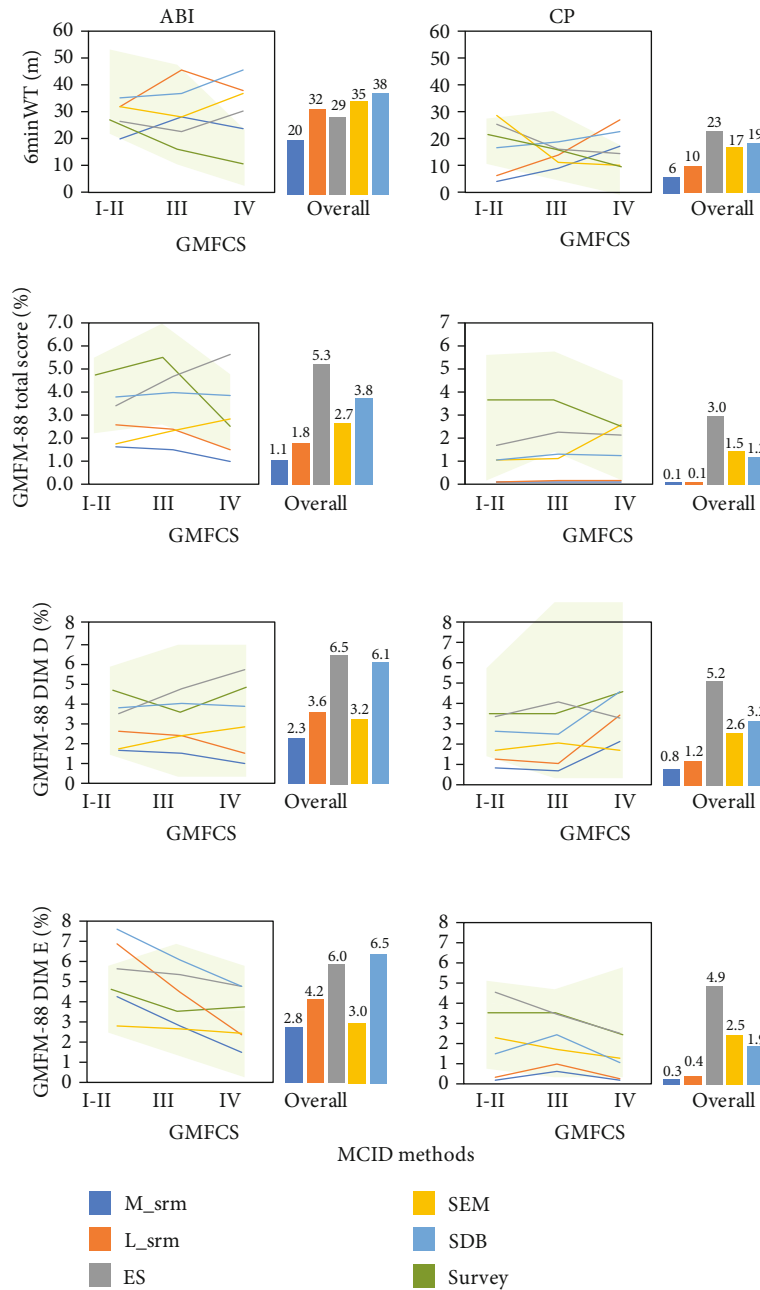 ABI
CP
6minWT (m)
60
50
40
30
20
10
0
I-II III IV
GMFCS
20
32
29
35
38
Overall
60
50
40
30
20
10
0
I-II III IV
GMFCS
6
10
23
17
19
Overall
GMFM-88 total score (%)
7.0
6.0
5.0
4.0
3.0
2.0
1.0
0.0
I-II III IV
GMFCS
1.1
1.8
5.3
2.7
3.8
Overall
7
6
5
4
3
2
1
0
I-II III IV
GMFCS
0.1
0.1
3.0
1.5
Overall
GMFM-88 DIM D (%)
8
7
6
5
4
3
2
1
0
I-II III IV
GMFCS
2.3
3.6
6.5
3.2
6.1
Overall
8
7
6
5
4
3
2
1
0
I-II III IV
GMFCS
0.8
1.2
5.2
2.6
Overall
GMFM-88 DIM E (%)
8
7
6
5
4
3
2
1
0
I-II III IV
GMFCS
2.8
4.2
6.0
3.0
6.5
Overall
8
7
6
5
4
3
2
1
0
I-II III IV
GMFCS
0.3
0.4
4.9
2.5
1.9
Overall
MCID methods
M_srm
L_srm
ES
SEM
SDB
Survey